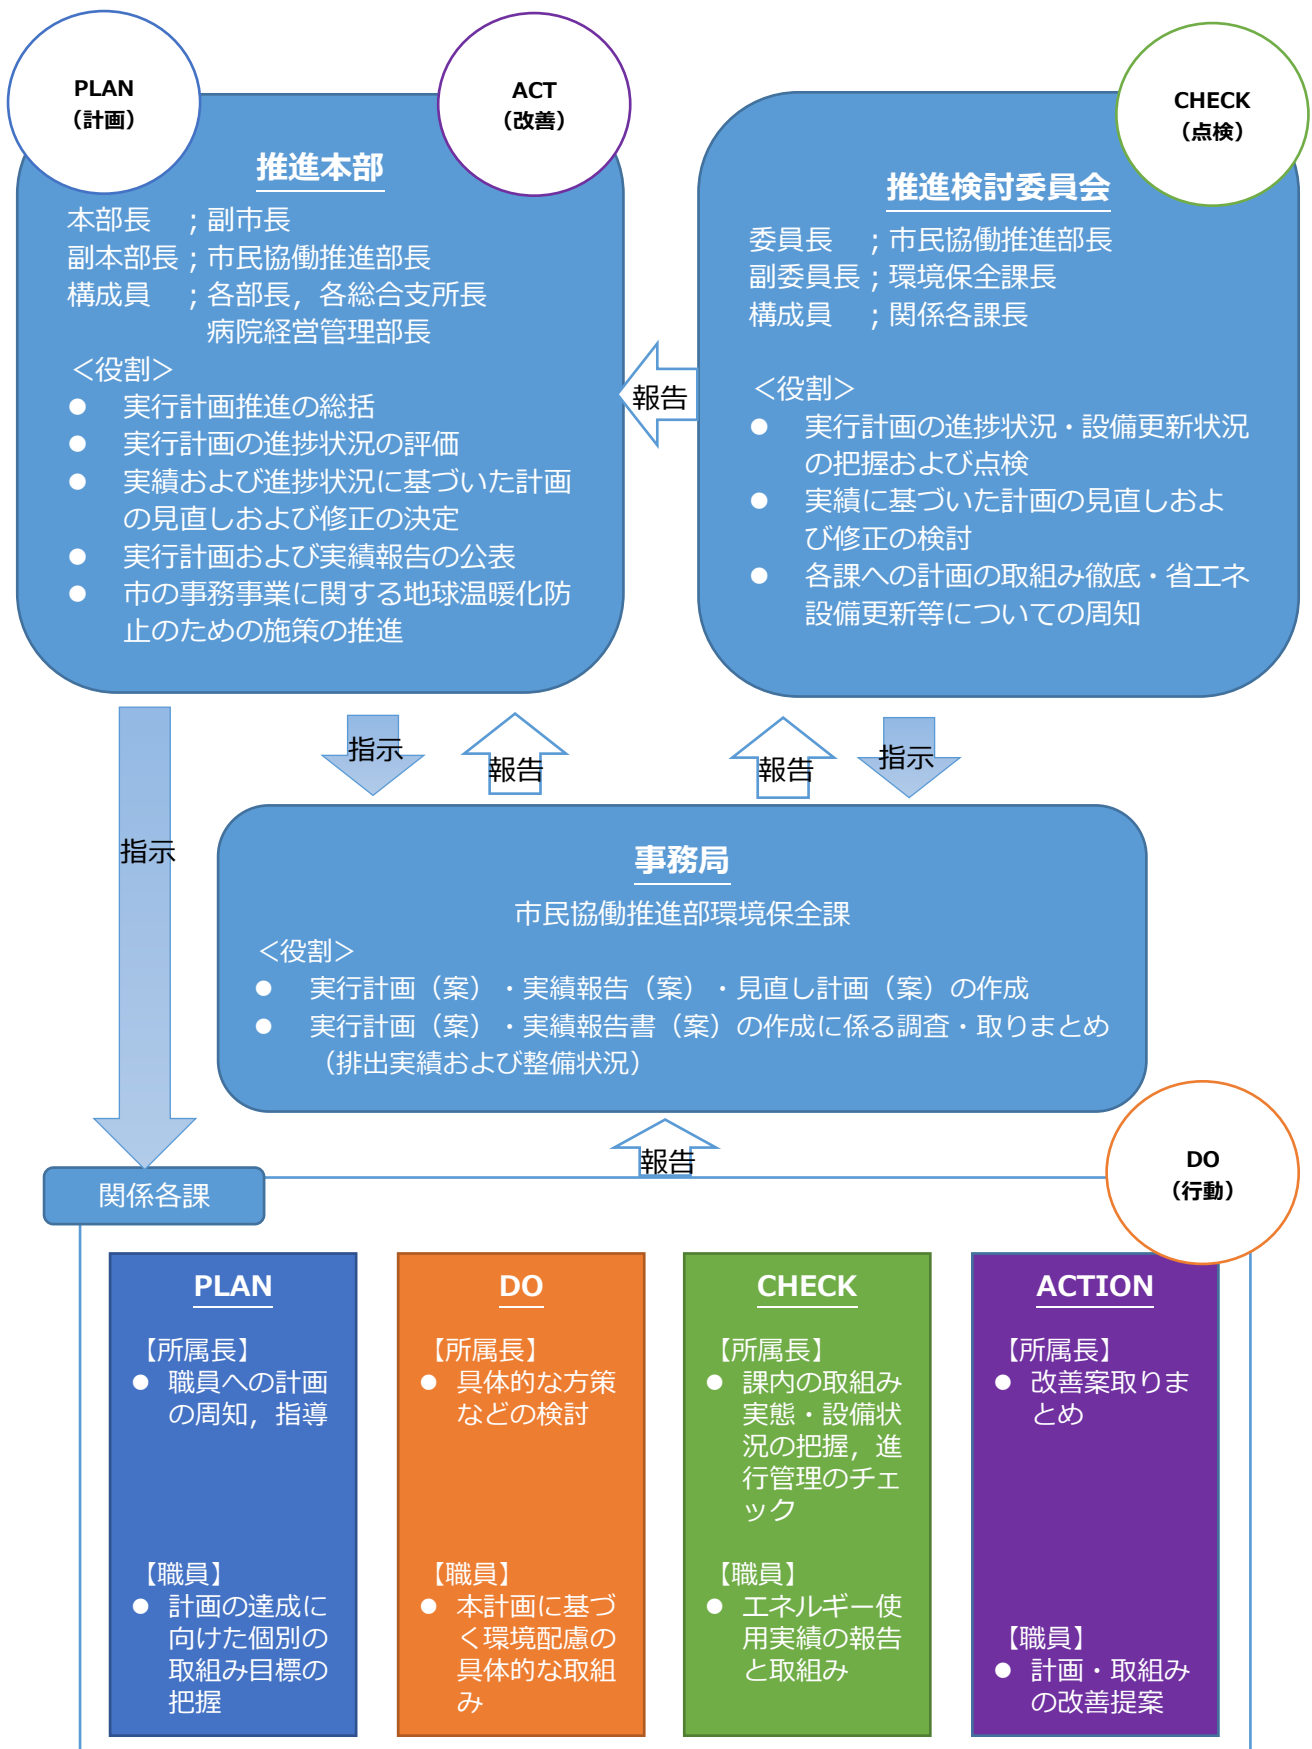 PLAN
（計画）
ACT
（改善）
推進本部
本部長　；副市長
副本部長；市民協働推進部長
構成員　；各部長，各総合支所長
病院経営管理部長
＜役割＞
● 実行計画推進の総括
● 実行計画の進捗状況の評価
● 実績および進捗状況に基づいた計画
の見直しおよび修正の決定
● 実行計画および実績報告の公表
● 市の事務事業に関する地球温暖化防
止のための施策の推進
CHECK
（点検）
推進検討委員会
委員長　；市民協働推進部長
副委員長；環境保全課長
構成員　；関係各課長
＜役割＞
● 実行計画の進捗状況・設備更新状況
の把握および点検
● 実績に基づいた計画の見直しおよ
び修正の検討
● 各課への計画の取組み徹底・省エネ
設備更新等についての周知
報告
指示
指示
報告
報告
指示
事務局
市民協働推進部環境保全課
＜役割＞
● 実行計画（案）・実績報告（案）・見直し計画（案）の作成
● 実行計画（案）・実績報告書（案）の作成に係る調査・取りまとめ
（排出実績および整備状況）
報告
DO
（行動）
関係各課
PLAN
【所属長】
● 職員への計画
の周知，指導
【職員】
● 計画の達成に
向けた個別の
取組み目標の
把握
DO
【所属長】
● 具体的な方策
などの検討
【職員】
● 本計画に基づ
く環境配慮の
具体的な取組
み
CHECK
【所属長】
● 課内の取組み
実態・設備状
況の把握，進
行管理のチェ
ック
【職員】
● エネルギー使
用実績の報告
と取組み
ACTION
【所属長】
● 改善案取りま
とめ
【職員】
● 計画・取組み
の改善提案